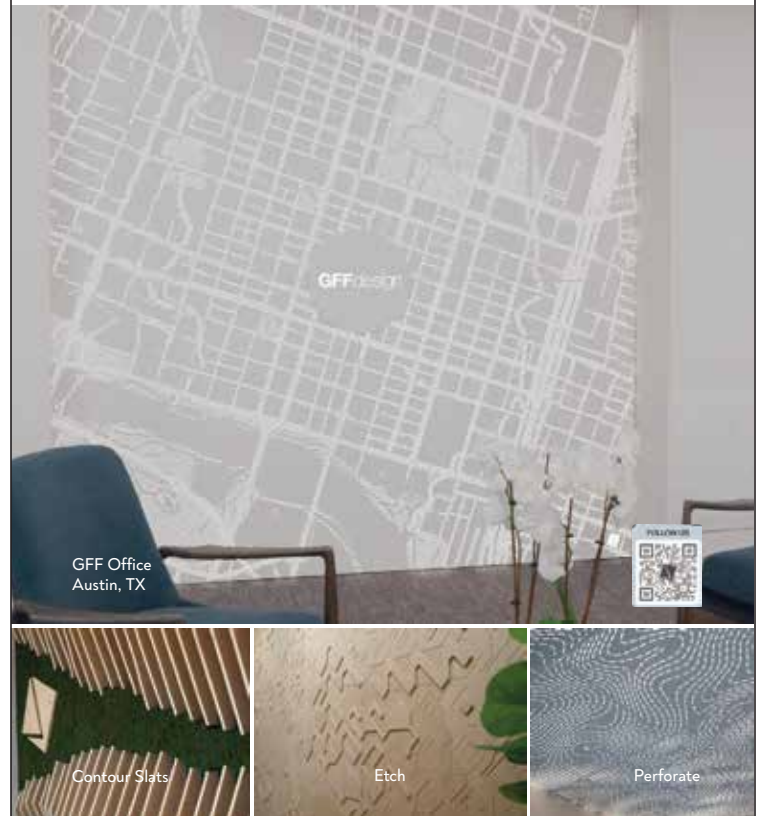 GFFdesign
GFF Office
Austin, TX
FOLLOW US
Contour Slats
Etch
Perforate